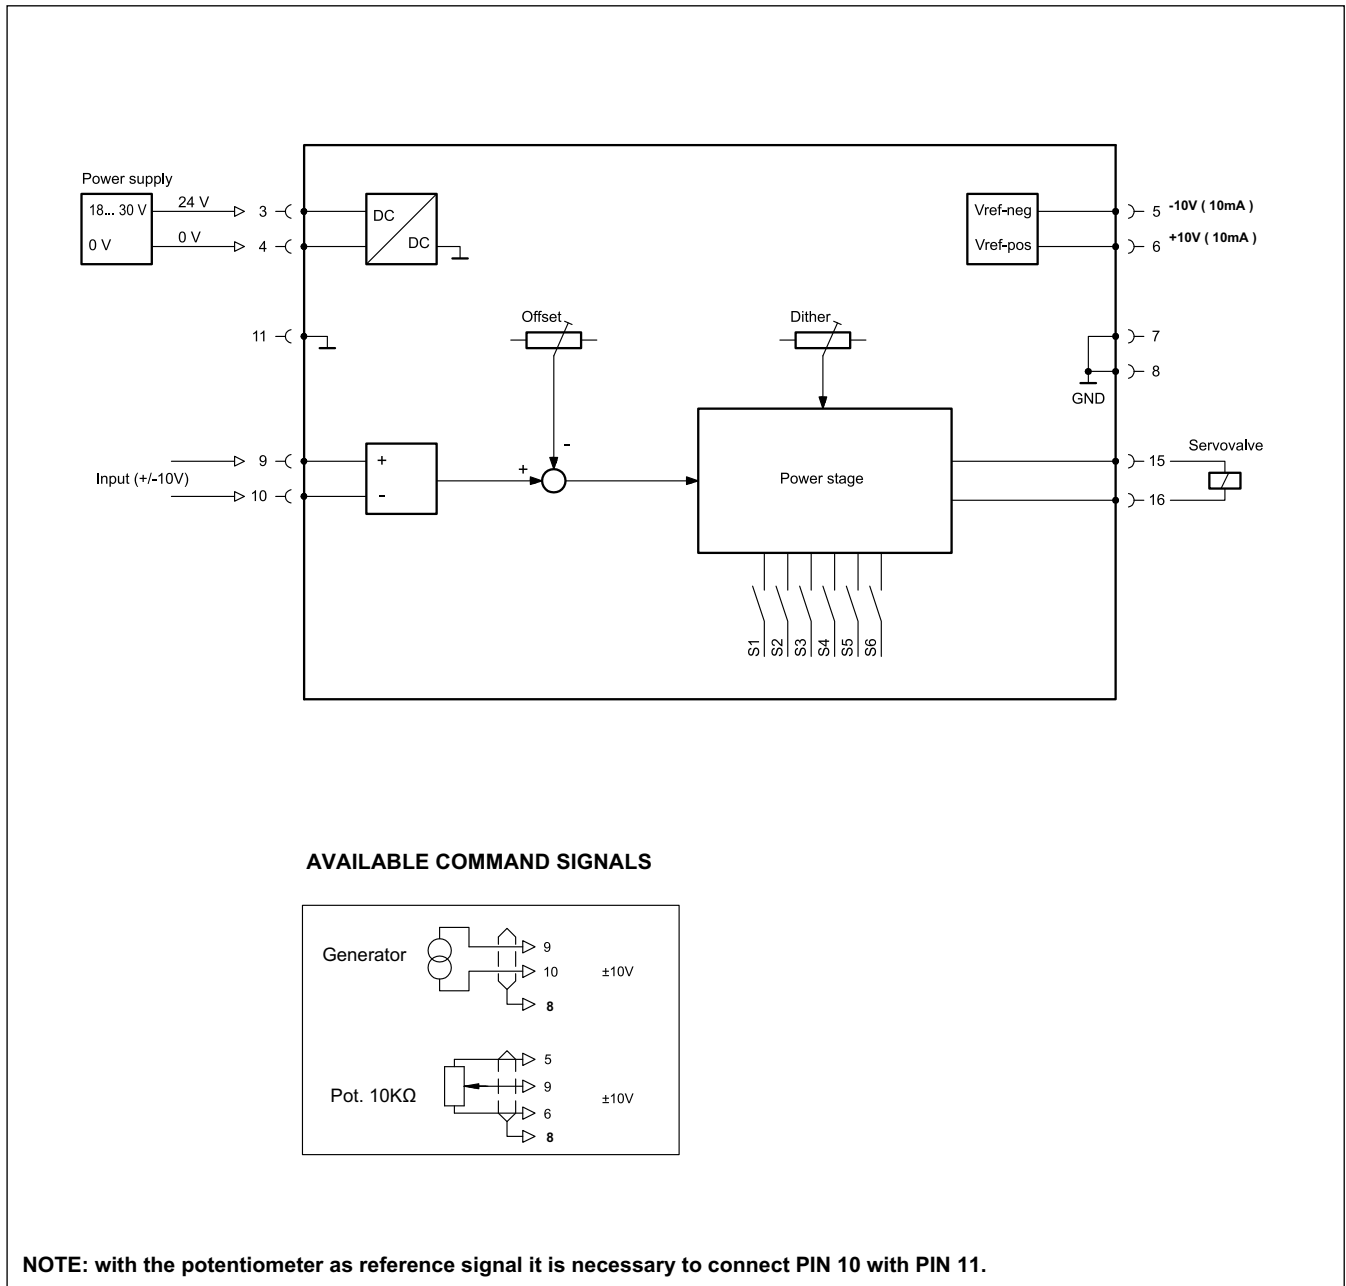 Power supply
18... 30 V
24 V
3
0 V
0 V
4
DC
DC
Vref-neg
5
-10V ( 10mA )
Vref-pos
6
+10V ( 10mA )
11
Offset
Dither
7
8
GND
Input (+/-10V)
9
10
+
-
+
-
Power stage
Servovalve
15
16
S1
S2
S3
S4
S5
S6
AVAILABLE COMMAND SIGNALS
Generator
9
10
±10V
8
Pot. 10KΩ
5
9
±10V
6
8
NOTE: with the potentiometer as reference signal it is necessary to connect PIN 10 with PIN 11.